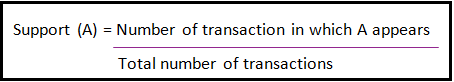 Support (A) = Number of transaction in which A appears
Total number of transactions